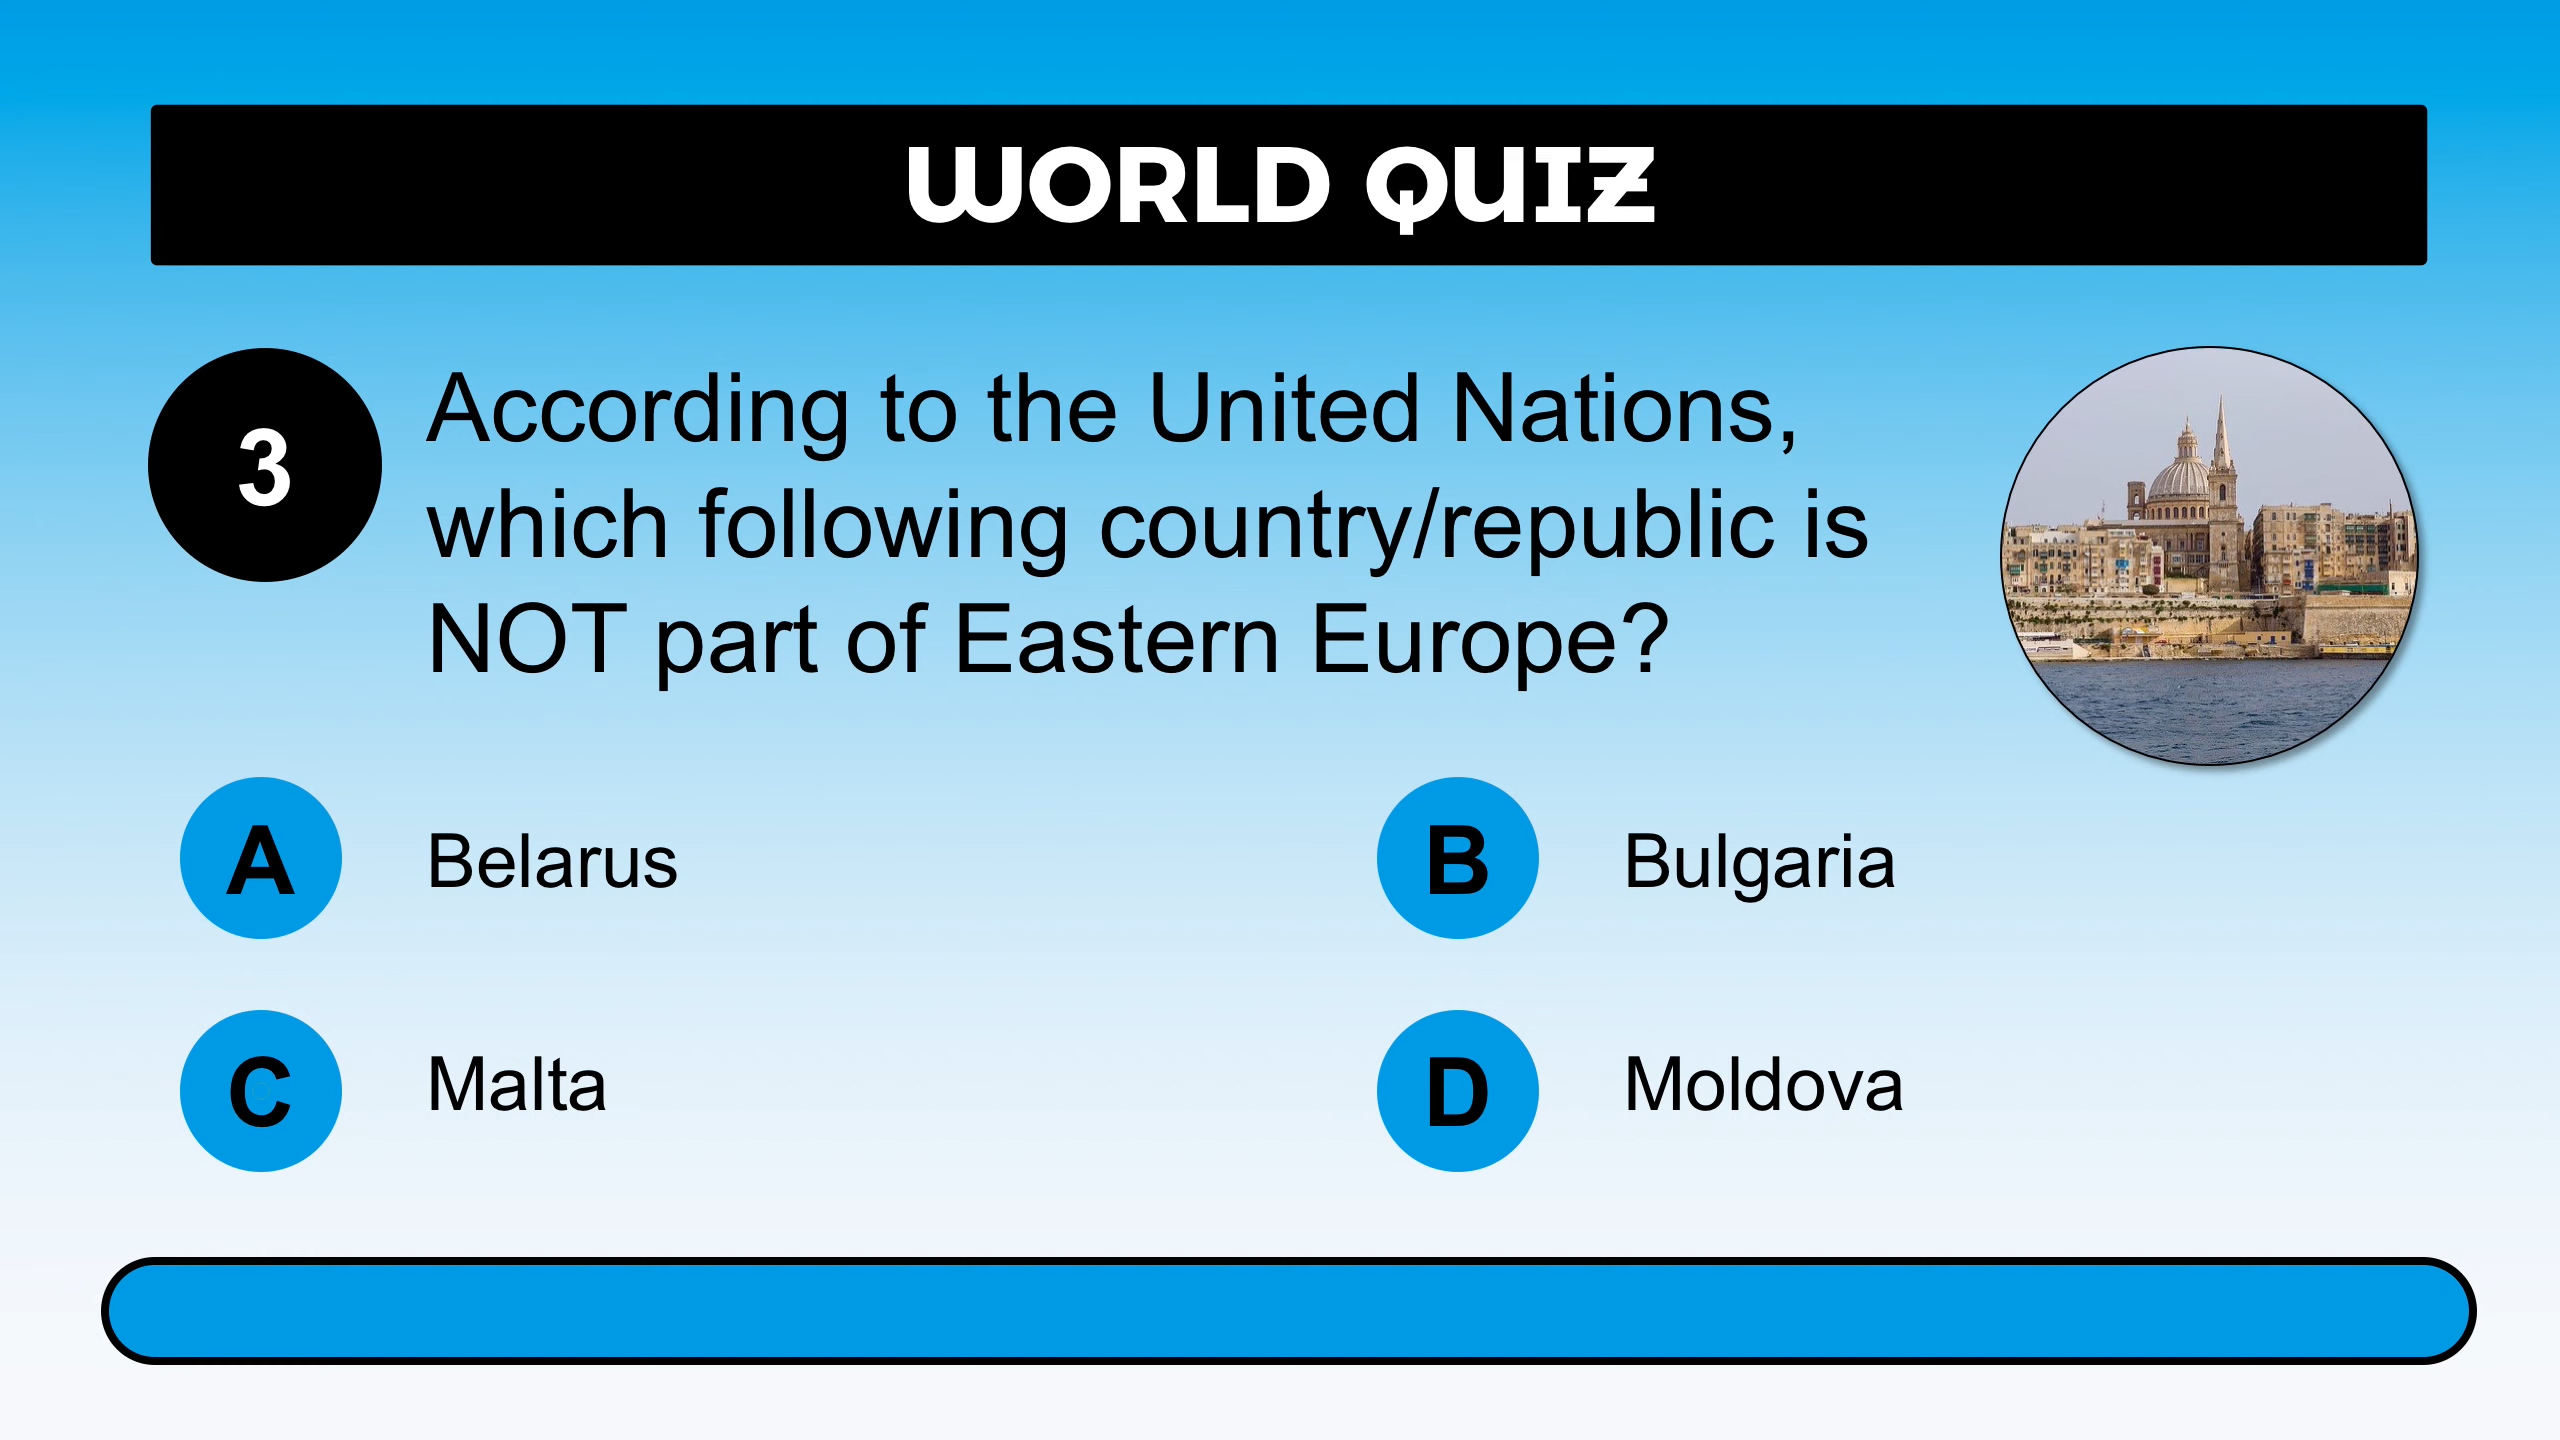 WORLD QUIZ
3
According to the United Nations,
which following country/republic is
NOT part of Eastern Europe?
A Belarus
B Bulgaria
C Malta
D Moldova